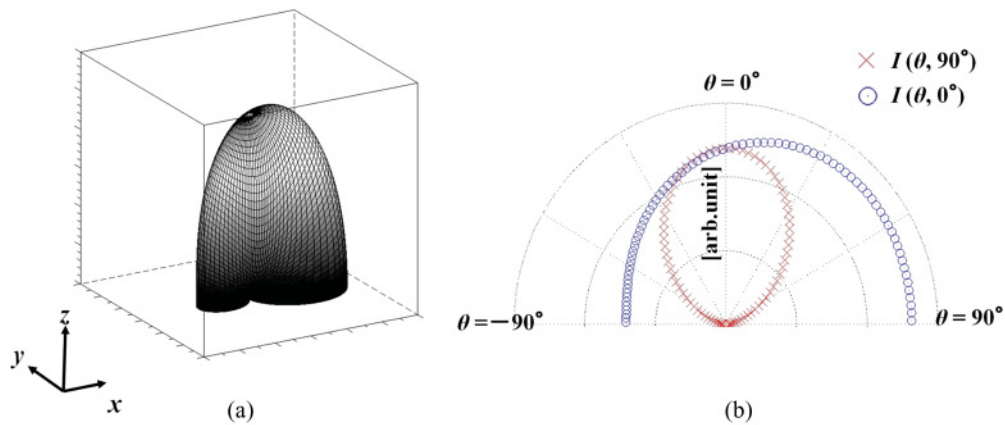 × I (θ, 90°)
○ I (θ, 0°)
θ = 0°
[arb.unit]
θ = −90°
θ = 90°
z
y
x
(a)
(b)